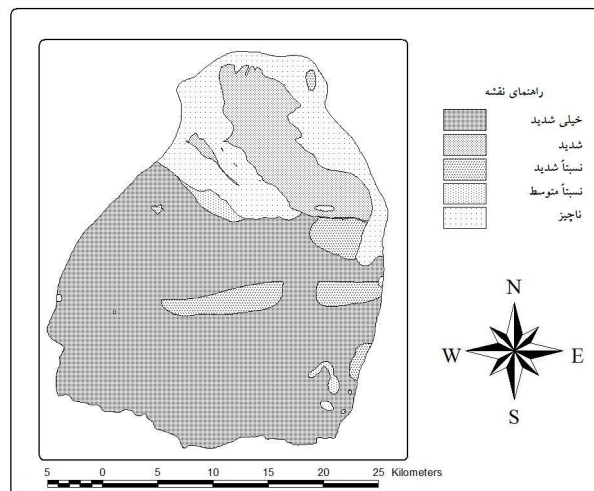 راهنمای نقشه
خیلی شدید
شدید
نسبتاً شدید
نسبتاً متوسط
ناچیز
N
W E
S
5 0 5 10 15 20 25 Kilometers